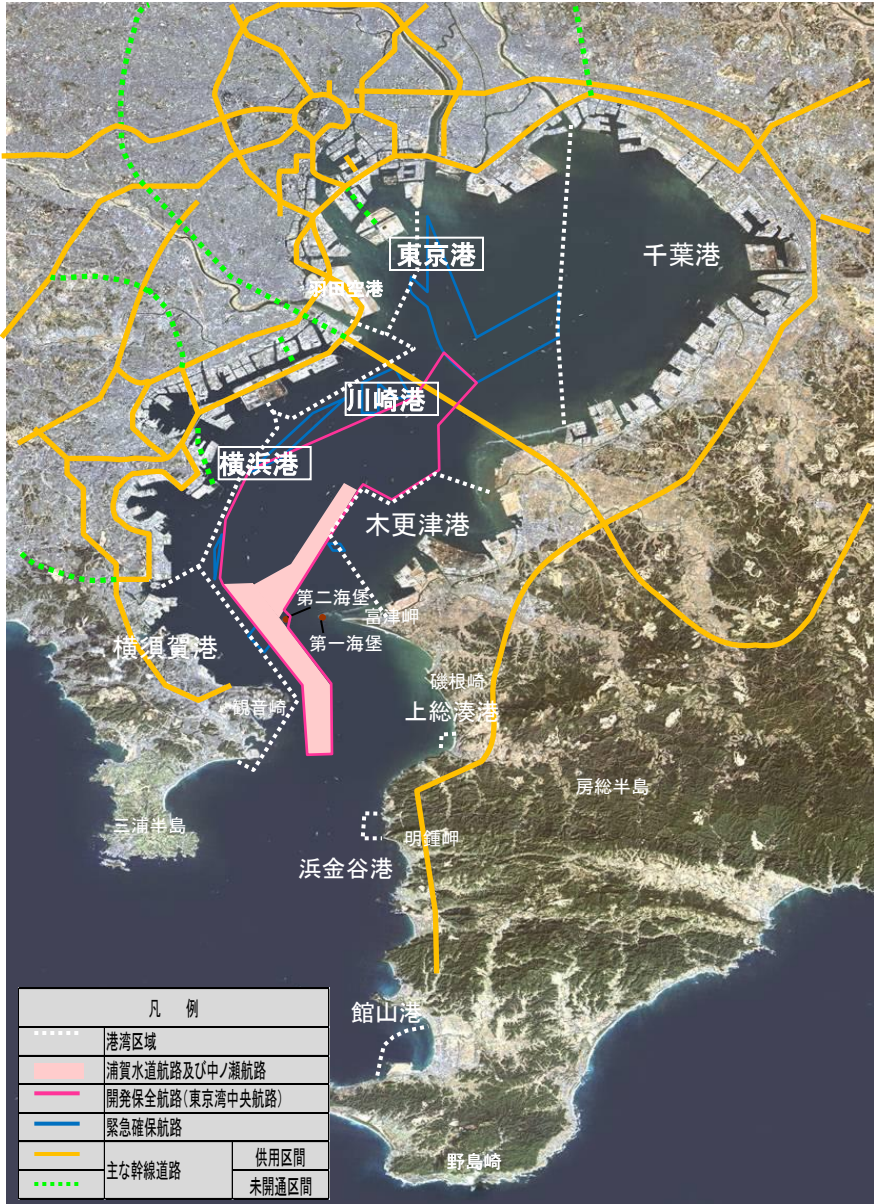 東京港
千葉港
羽田空港
川崎港
横浜港
木更津港
第二海堡
富津岬
第一海堡
横須賀港
磯根崎
観音崎
上総湊港
房総半島
三浦半島
明鐘岬
浜金谷港
館山港
野島崎
凡 例
港湾区域
浦賀水道航路及び中ノ瀬航路
開発保全航路(東京湾中央航路)
緊急確保航路
主な幹線道路
供用区間
未開通区間